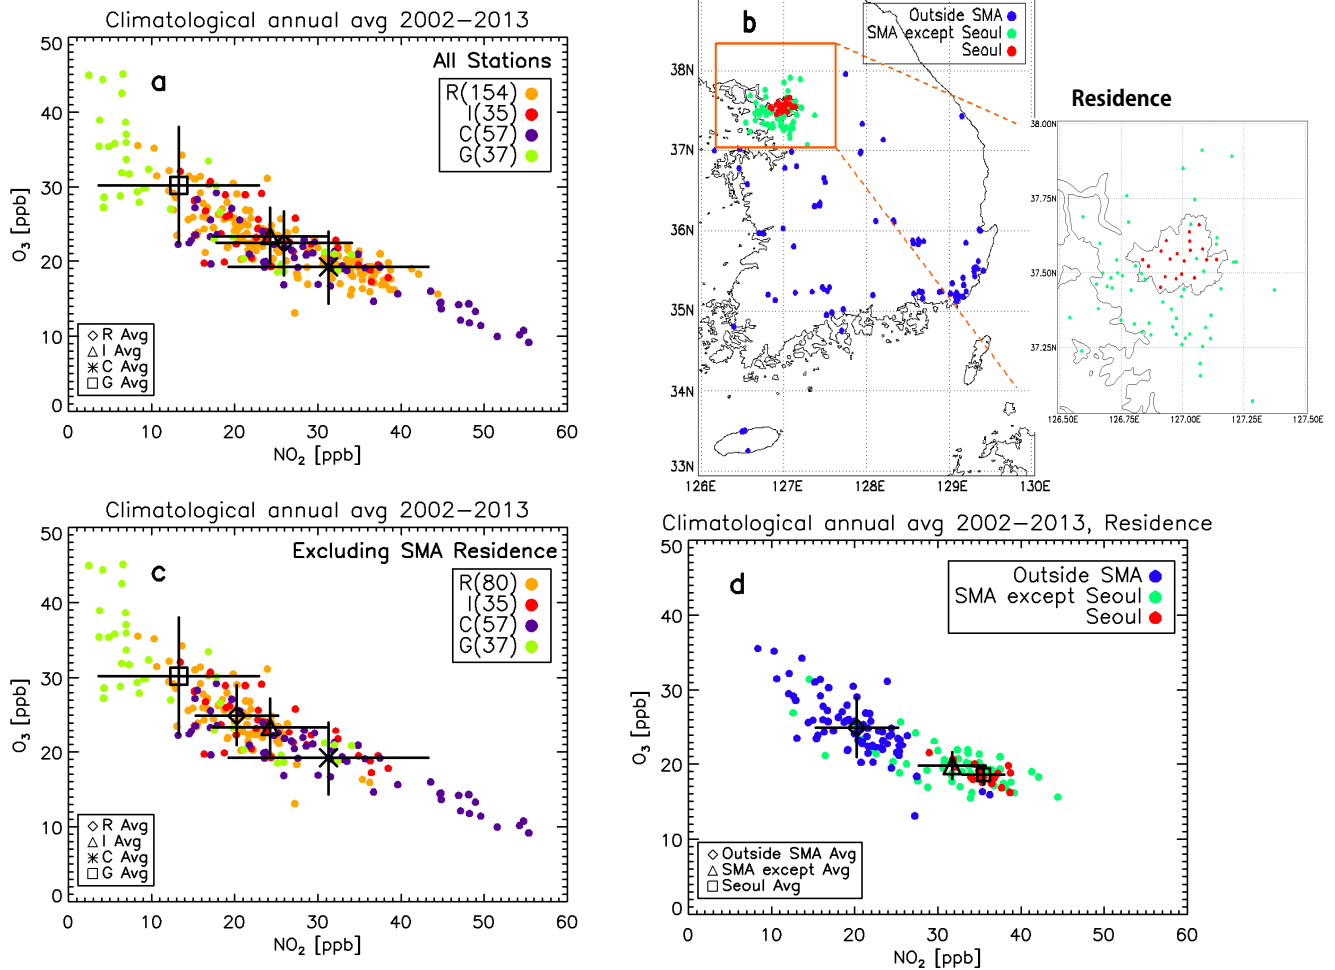 Climatological annual avg 2002−2013
a
All Stations
R(154)
I(35)
C(57)
G(37)
R Avg
I Avg
C Avg
G Avg
O3 [ppb]
50
40
30
20
10
0
0 10 20 30 40 50 60
NO2 [ppb]
b
Outside SMA
SMA except Seoul
Seoul
38N
37N
36N
35N
34N
33N
126E 127E 128E 129E 130E
Residence
38.00N
37.75N
37.50N
37.25N
126.50E 126.75E 127.00E 127.25E 127.50E
Climatological annual avg 2002−2013
Excluding SMA Residence
c
R(80)
I(35)
C(57)
G(37)
R Avg
I Avg
C Avg
G Avg
O3 [ppb]
50
40
30
20
10
0
0 10 20 30 40 50 60
NO2 [ppb]
Climatological annual avg 2002−2013, Residence
d
Outside SMA
SMA except Seoul
Seoul
Outside SMA Avg
SMA except Avg
Seoul Avg
O3 [ppb]
50
40
30
20
10
0
0 10 20 30 40 50 60
NO2 [ppb]